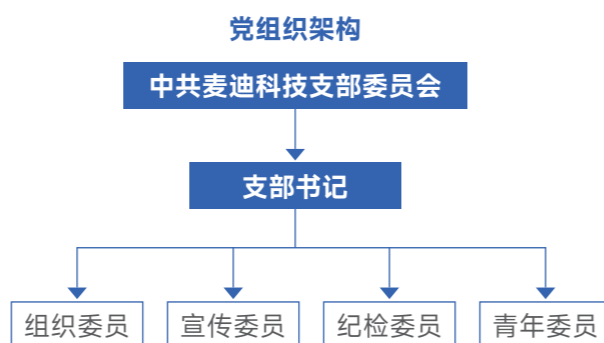 党组织架构
中共麦迪科技支部委员会
支部书记
组织委员
宣传委员
纪检委员
青年委员